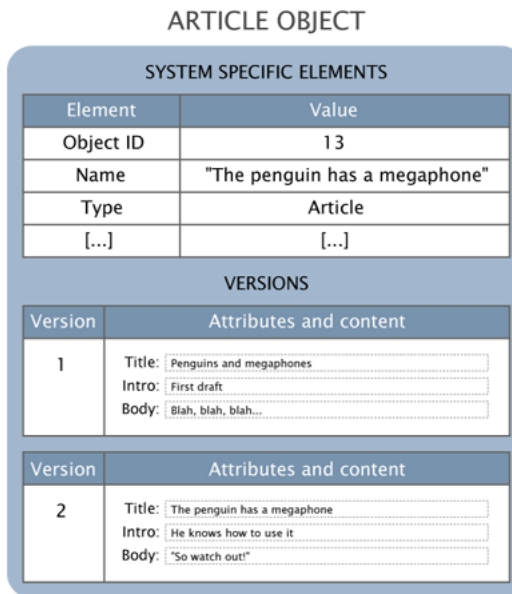 ARTICLE OBJECT
SYSTEM SPECIFIC ELEMENTS
Element Value
Object ID 13
Name "The penguin has a megaphone"
Type Article
[...] [...]
VERSIONS
Version Attributes and content
1 Title: Penguins and megaphones
Intro: First draft
Body: Blah, blah, blah...
Version Attributes and content
2 Title: The penguin has a megaphone
Intro: He knows how to use it
Body: "So watch out!"